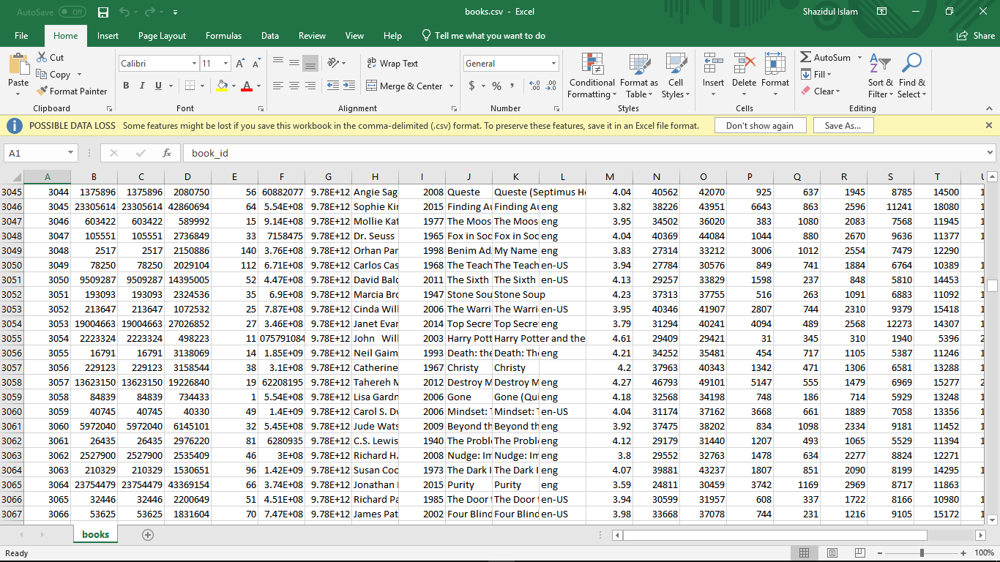 AutoSave Off books.csv - Excel Shazidul Islam
File Home Insert Page Layout Formulas Data Review View Help Tell me what you want to do Share
Paste Cut Copy Format Painter Clipboard
Calibri 11 B I U A Font
Wrap Text Merge & Center Alignment
General $ % Number
Conditional Formatting Format as Table Cell Styles Styles
Insert Delete Format Cells
AutoSum Fill Clear Sort & Filter Find & Select Editing
POSSIBLE DATA LOSS Some features might be lost if you save this workbook in the comma-delimited (.csv) format. To preserve these features, save it in an Excel file format. Don't show again Save As...
A1 fx book_id
A B C D E F G H I J K L M N O P Q R S T
3045 3044 1375896 1375896 2080750 56 60882077 9.78E+12 Angie Sag 2008 Queste Queste (Septimus He 4.04 40562 42070 925 637 1945 8785 14500
3046 3045 23305614 23305614 42860694 64 5.54E+08 9.78E+12 Sophie Kin 2015 Finding Au Finding Au eng 3.82 38226 43951 6643 863 2596 11241 18080
3047 3046 603422 603422 589992 15 9.14E+08 9.78E+12 Mollie Kat 1977 The Moos The Moos eng 3.95 34502 36020 383 1080 2083 7568 11945
3048 3047 105551 105551 2736849 33 7158475 9.78E+12 Dr. Seuss 1965 Fox in Soc Fox in Soc eng 4.04 40369 44084 1044 880 2670 9636 11377
3049 3048 2517 2517 2150886 140 3.76E+08 9.78E+12 Orhan Par 1998 Benim Ad My Name eng 3.83 27314 33212 3006 1012 2554 7479 12290
3050 3049 78250 78250 2029104 112 6.71E+08 9.78E+12 Carlos Cas 1968 The Teach The Teach en-US 3.94 27784 30576 849 741 1884 6764 10389
3051 3050 9509287 9509287 14395005 52 4.47E+08 9.78E+12 David Bald 2011 The Sixth The Sixth en-US 4.13 29257 33829 1598 237 848 5810 14453
3052 3051 193093 193093 2324536 35 6.9E+08 9.78E+12 Marcia Bro 1947 Stone Sou Stone Soup 4.23 37313 37755 516 263 1091 6883 11092
3053 3052 213647 213647 1072652 25 7.87E+08 9.78E+12 Cinda Will 2006 The Warri The Warri en-US 3.95 40346 41907 2807 744 2310 9379 15418
3054 3053 19004663 19004663 27026852 27 3.46E+08 9.78E+12 Janet Evar 2014 Top Secre Top Secre eng 3.79 31294 40241 4094 489 2568 12273 14307
3055 3054 2223324 2223324 498223 11 075791084 9.78E+12 John Will 2003 Harry Pott Harry Potter and the 4.61 29409 29421 31 345 310 1940 5396
3056 3055 16791 16791 3138069 14 1.85E+09 9.78E+12 Neil Gaim 1993 Death: the Death: The eng 4.21 34252 35481 454 717 1105 5387 11246
3057 3056 229123 229123 3158544 38 3.1E+08 9.78E+12 Catherine 1967 Christy Christy 4.2 37963 40343 1342 471 1306 6581 13288
3058 3057 13623150 13623150 19226840 19 62208195 9.78E+12 Tahereh M 2012 Destroy M Destroy M eng 4.27 46793 49101 5147 555 1479 6969 15277
3059 3058 84839 84839 734433 1 5.54E+08 9.78E+12 Lisa Gardn 2006 Gone Gone (Qui eng 4.18 32568 34198 748 186 714 5929 13248
3060 3059 40745 40745 40330 49 1.4E+09 9.78E+12 Carol S. Dw 2006 Mindset: T Mindset: T en-US 4.04 31174 37162 3668 661 1889 7058 13356
3061 3060 5972040 5972040 6145101 32 5.45E+08 9.78E+12 Jude Wats 2009 Beyond th Beyond th eng 3.92 37475 38202 834 1098 2334 9181 11452
3062 3061 26435 26435 2976220 81 6280935 9.78E+12 C.S. Lewis 1940 The Proble The Proble eng 4.12 29179 31440 1207 493 1065 5529 11394
3063 3062 2527900 2527900 2535409 46 3E+08 9.78E+12 Richard H. 2008 Nudge: Im Nudge: Im eng 3.8 29552 32763 1478 634 2277 8824 12271
3064 3063 210329 210329 1530651 96 1.42E+09 9.78E+12 Susan Coo 1973 The Dark I The Dark I eng 4.07 39881 43237 1807 851 2090 8199 14295
3065 3064 23754479 23754479 43369154 66 3.74E+08 9.78E+12 Jonathan 2015 Purity Purity eng 3.59 24811 30459 3742 1169 2969 8717 11863
3066 3065 32446 32446 2200649 51 4.51E+08 9.78E+12 Richard Pa 1985 The Door The Door en-US 3.94 30599 31957 608 337 1722 8166 10980
3067 3066 53625 53625 1831604 70 7.47E+08 9.78E+12 James Pat 2002 Four Blind Four Blind en-US 3.98 33668 37078 744 231 1216 9105 15172
books
Ready 100%